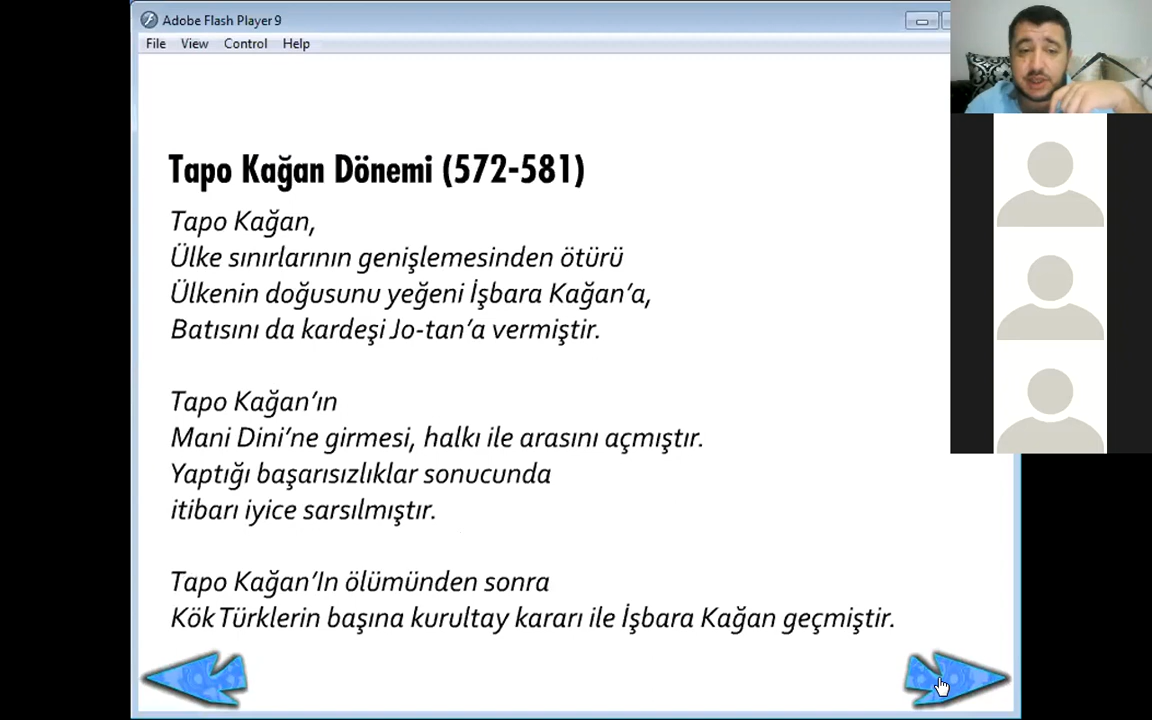 Adobe Flash Player 9
File View Control Help
Tapo Kağan Dönemi (572-581)
Tapo Kağan,
Ülke sınırlarının genişlemesinden ötürü
Ülkenin doğusunu yeğeni İşbara Kağan'a,
Batısını da kardeşi Jo-tan'a vermiştir.
Tapo Kağan'ın
Mani Dini'ne girmesi, halkı ile arasını açmıştır.
Yaptığı başarısızlıklar sonucunda
itibarı iyice sarsılmıştır.
Tapo Kağan'In ölümünden sonra
Kök Türklerin başına kurultay kararı ile İşbara Kağan geçmiştir.